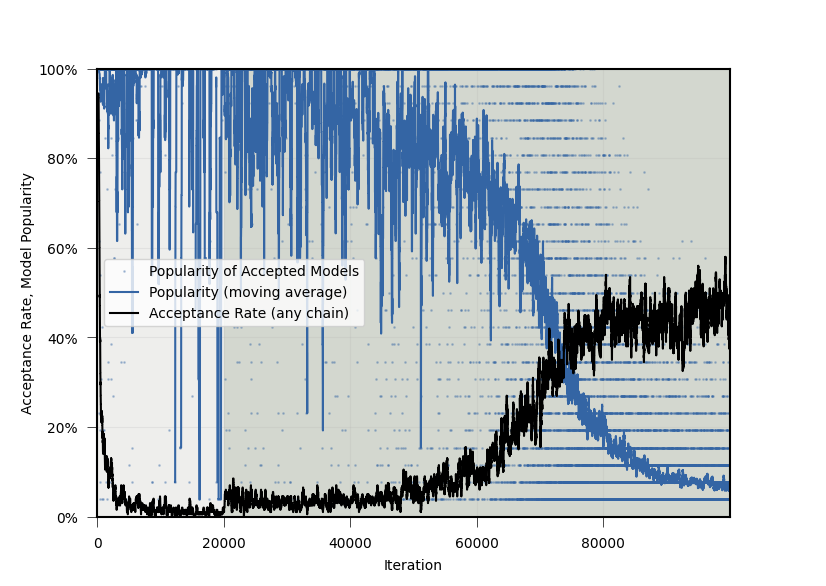 100%
80%
60%
40%
20%
0%
Acceptance Rate, Model Popularity
Popularity of Accepted Models
Popularity (moving average)
Acceptance Rate (any chain)
0
20000
40000
60000
80000
Iteration